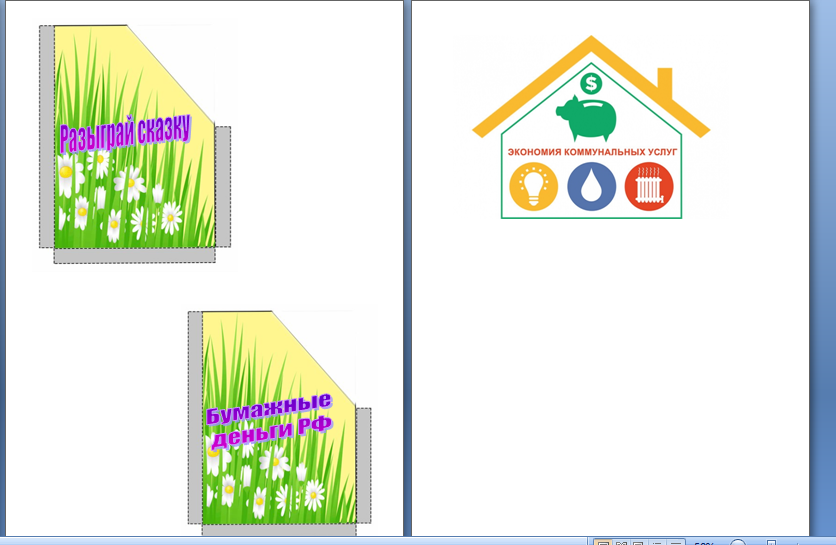 Разыграй сказку
Бумажные
деньги РФ
$
ЭКОНОМИЯ КОММУНАЛЬНЫХ УСЛУГ